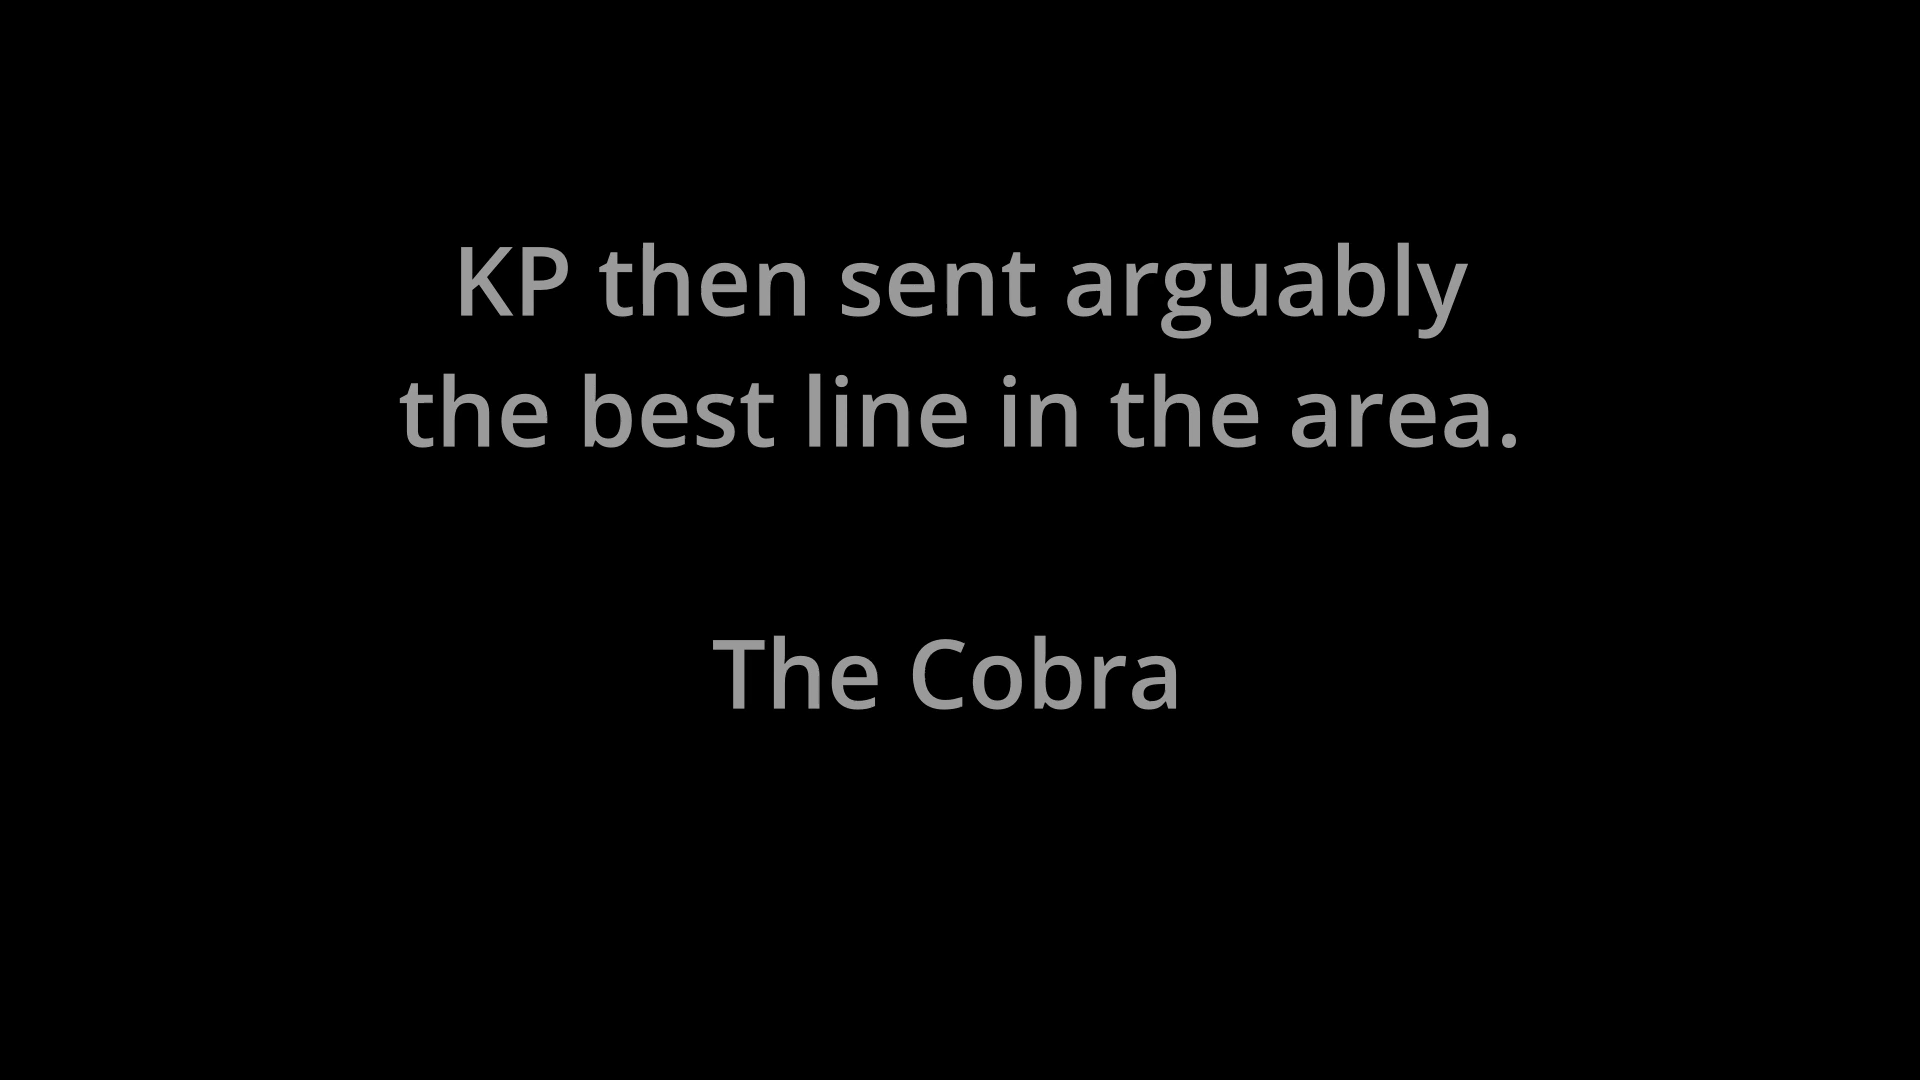 KP then sent arguably
the best line in the area.
The Cobra